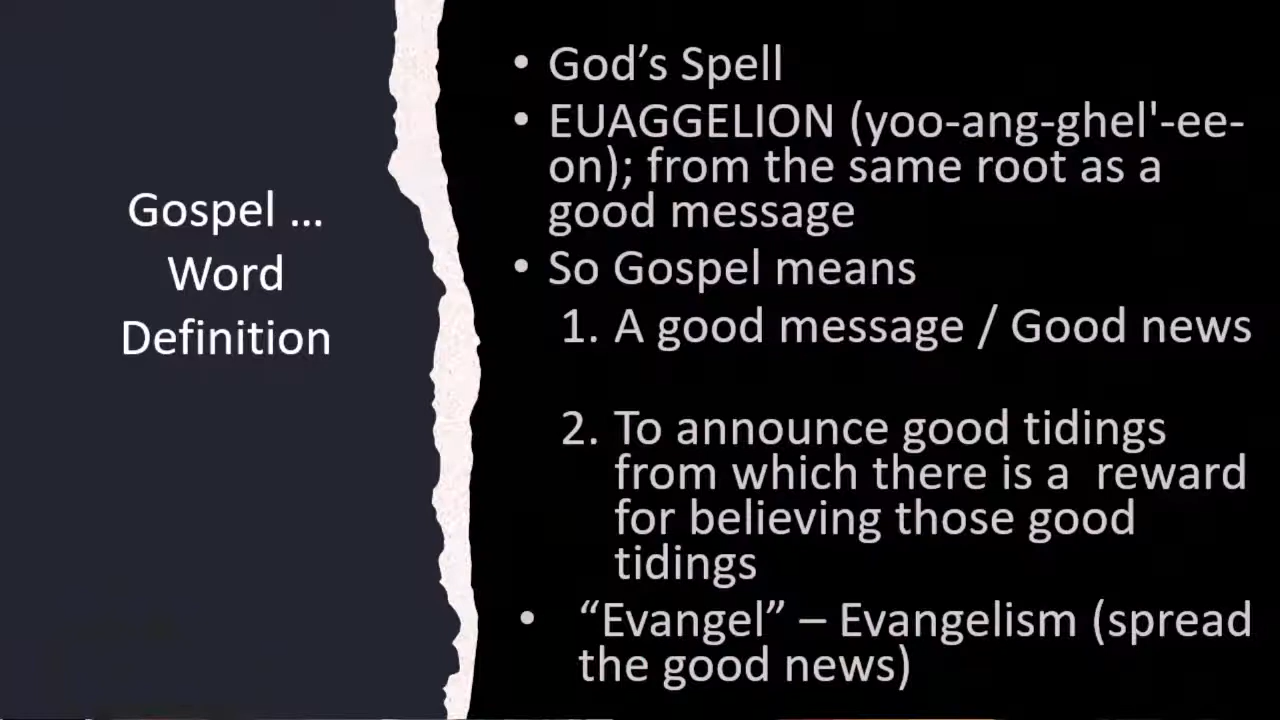 Gospel …
Word
Definition
• God’s Spell
• EUAGGELION (yoo-ang-ghel'-ee-
on); from the same root as a
good message
• So Gospel means
1. A good message / Good news
2. To announce good tidings
from which there is a  reward
for believing those good
tidings
• “Evangel” – Evangelism (spread
the good news)